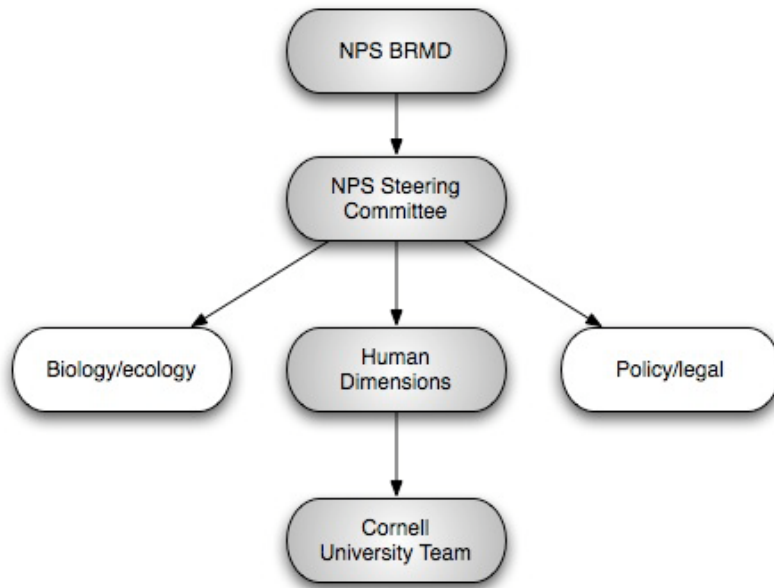 NPS BRMD
NPS Steering
Committee
Biology/ecology
Human
Dimensions
Policy/legal
Cornell
University Team